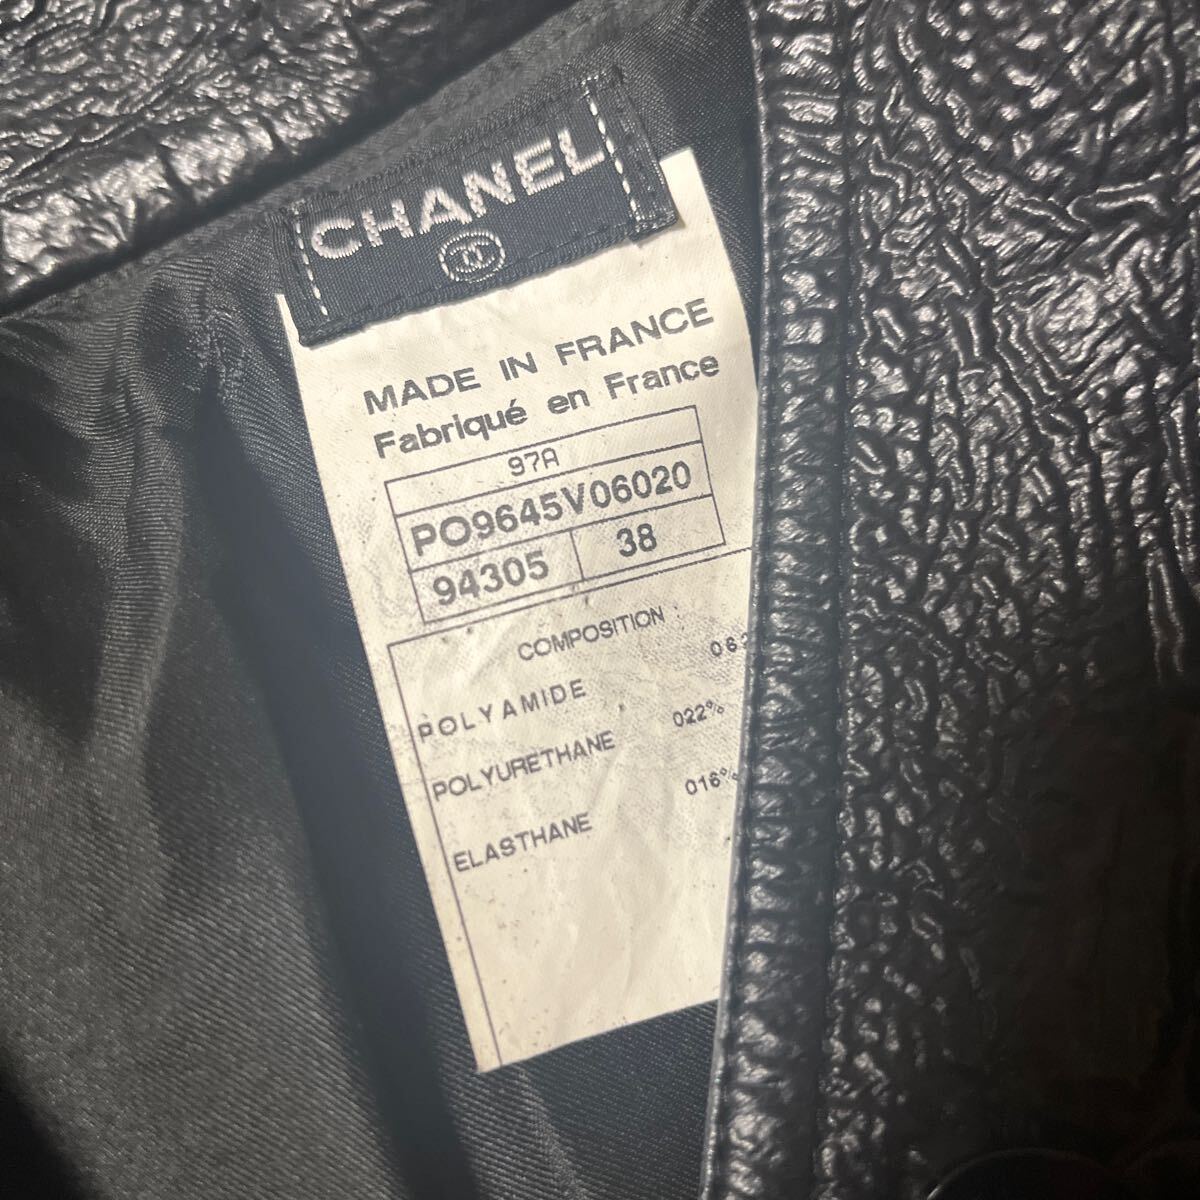 CHANEL
MADE IN FRANCE
Fabriqué en France
97A
PO9645V06020
94305 38
COMPOSITION :
POLYAMIDE
POLYURETHANE 022%
ELASTHANE 016%